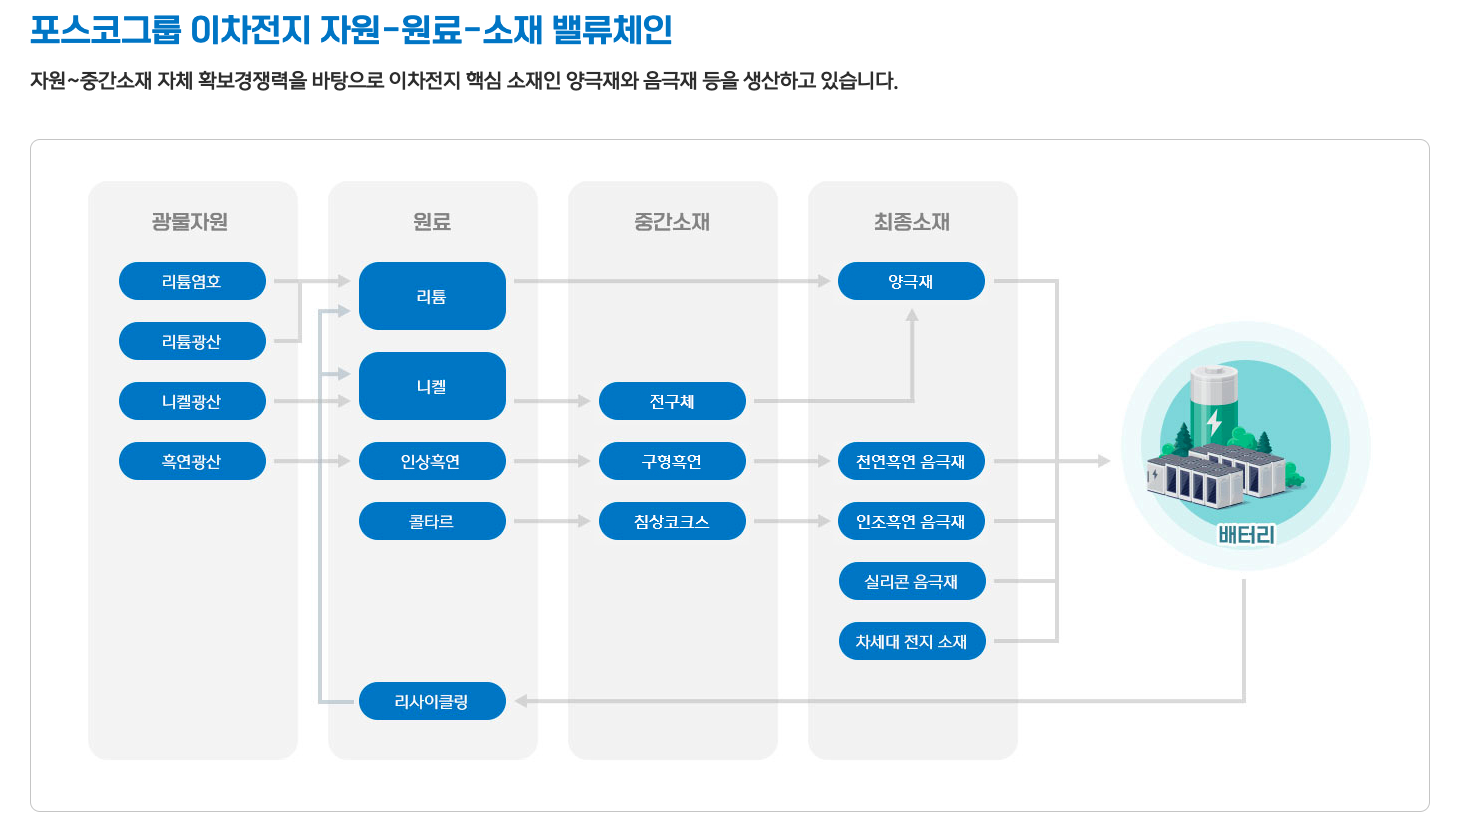 포스코그룹 이차전지 자원-원료-소재 밸류체인
자원~중간소재 자체 확보경쟁력을 바탕으로 이차전지 핵심 소재인 양극재와 음극재 등을 생산하고 있습니다.
광물자원
리튬염호
리튬광산
니켈광산
흑연광산
원료
리튬
니켈
인상흑연
콜타르
리사이클링
중간소재
전구체
구형흑연
침상코크스
최종소재
양극재
천연흑연 음극재
인조흑연 음극재
실리콘 음극재
차세대 전지 소재
배터리